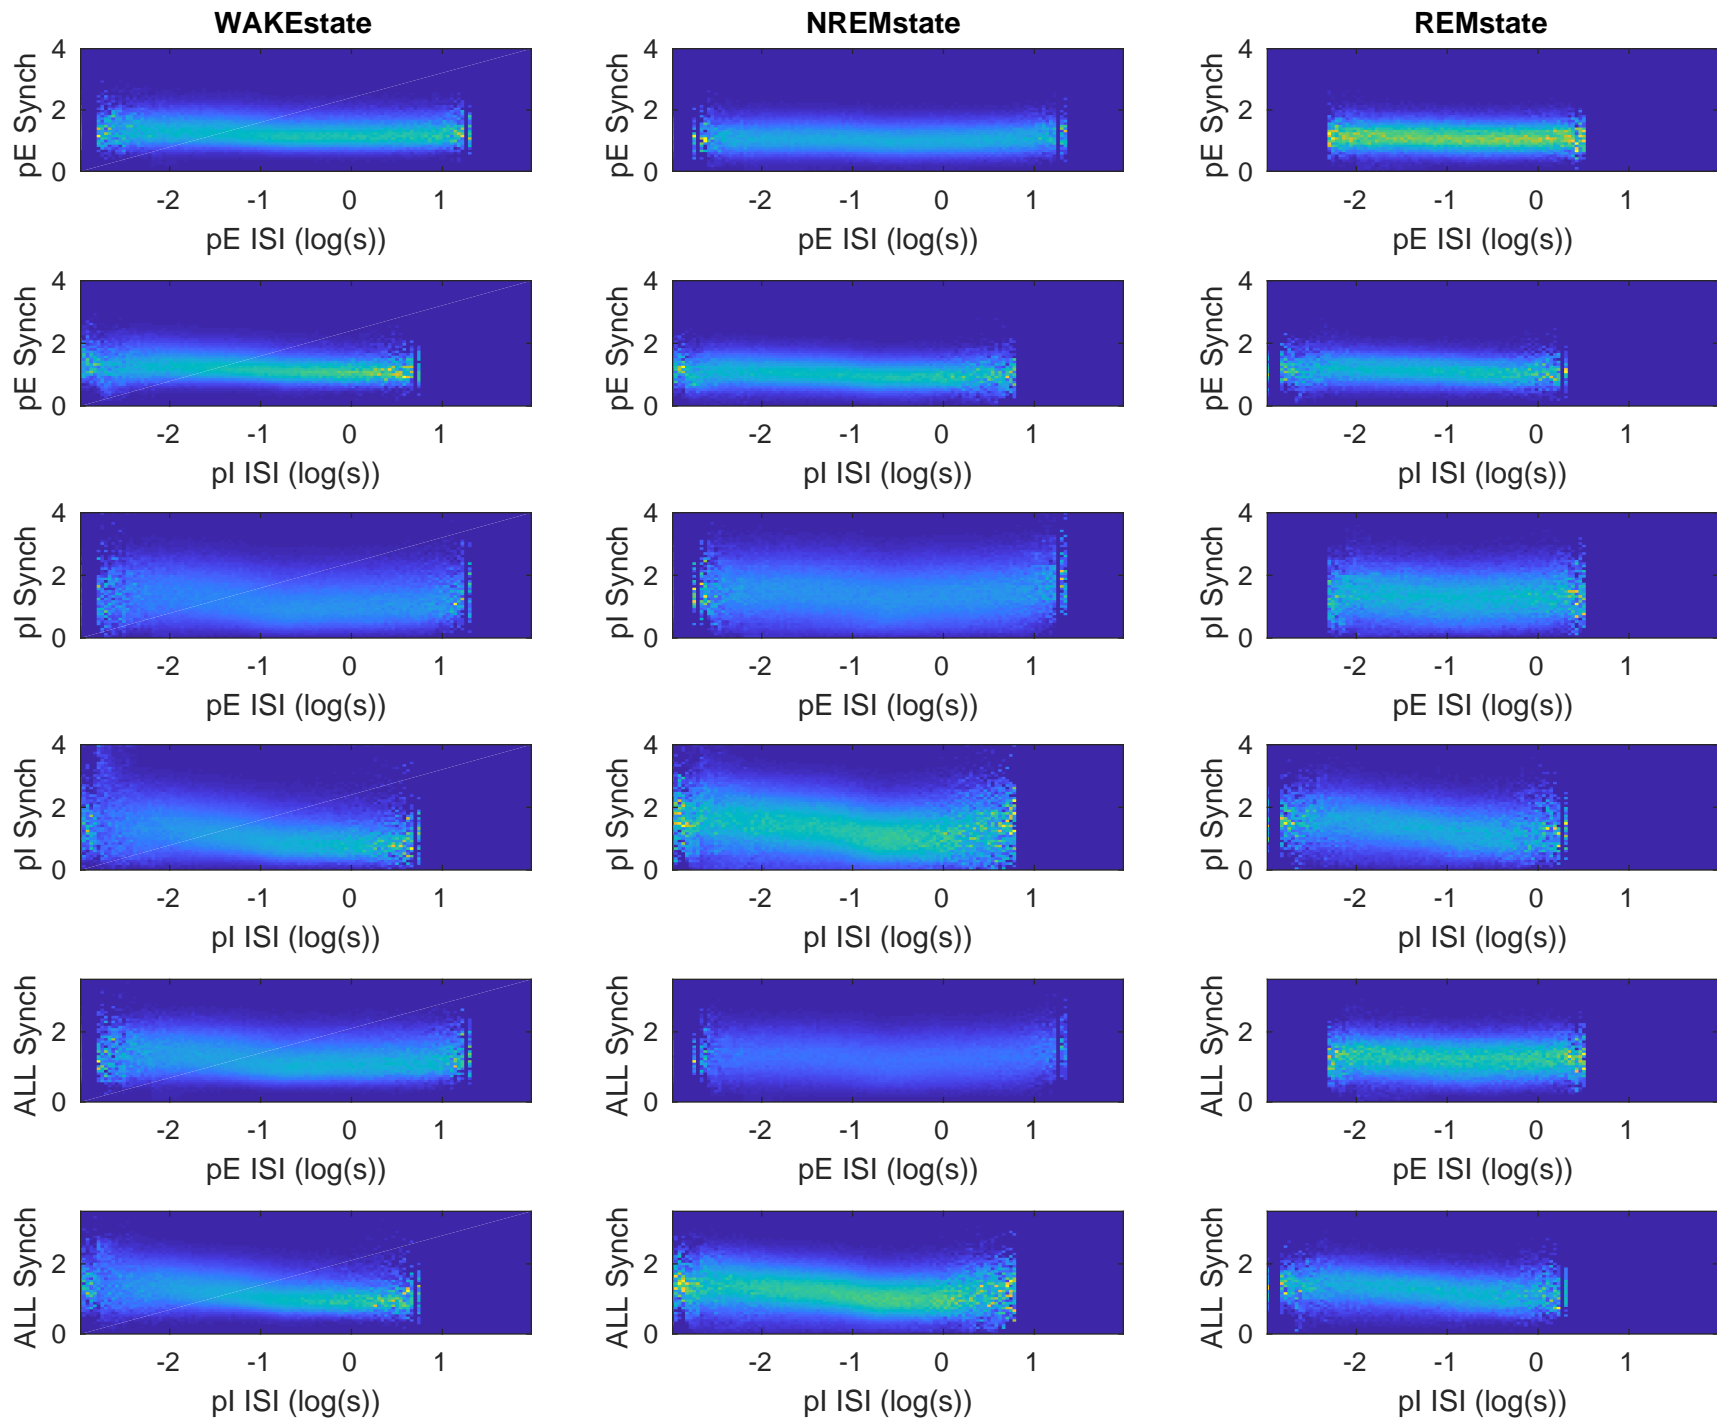 WAKEstate NREMstate REMstate
pE Synch 4 2 0 pE Synch 4 2 0 pE Synch 4 2 0
-2 -1 0 1 -2 -1 0 1 -2 -1 0 1
pE ISI (log(s)) pE ISI (log(s)) pE ISI (log(s))
pE Synch 4 2 0 pE Synch 4 2 0 pE Synch 4 2 0
-2 -1 0 1 -2 -1 0 1 -2 -1 0 1
pI ISI (log(s)) pI ISI (log(s)) pI ISI (log(s))
pI Synch 4 2 0 pI Synch 4 2 0 pI Synch 4 2 0
-2 -1 0 1 -2 -1 0 1 -2 -1 0 1
pE ISI (log(s)) pE ISI (log(s)) pE ISI (log(s))
pI Synch 4 2 0 pI Synch 4 2 0 pI Synch 4 2 0
-2 -1 0 1 -2 -1 0 1 -2 -1 0 1
pI ISI (log(s)) pI ISI (log(s)) pI ISI (log(s))
ALL Synch 2 0 ALL Synch 2 0 ALL Synch 2 0
-2 -1 0 1 -2 -1 0 1 -2 -1 0 1
pE ISI (log(s)) pE ISI (log(s)) pE ISI (log(s))
ALL Synch 2 0 ALL Synch 2 0 ALL Synch 2 0
-2 -1 0 1 -2 -1 0 1 -2 -1 0 1
pI ISI (log(s)) pI ISI (log(s)) pI ISI (log(s))